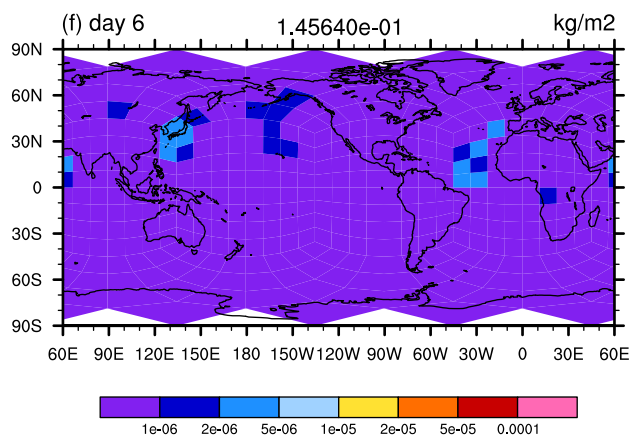 (f) day 6 1.45640e-01 kg/m2
90N
60N
30N
0
30S
60S
90S
60E 90E 120E 150E 180 150W 120W 90W 60W 30W 0 30E 60E
1e-06 2e-06 5e-06 1e-05 2e-05 5e-05 0.0001